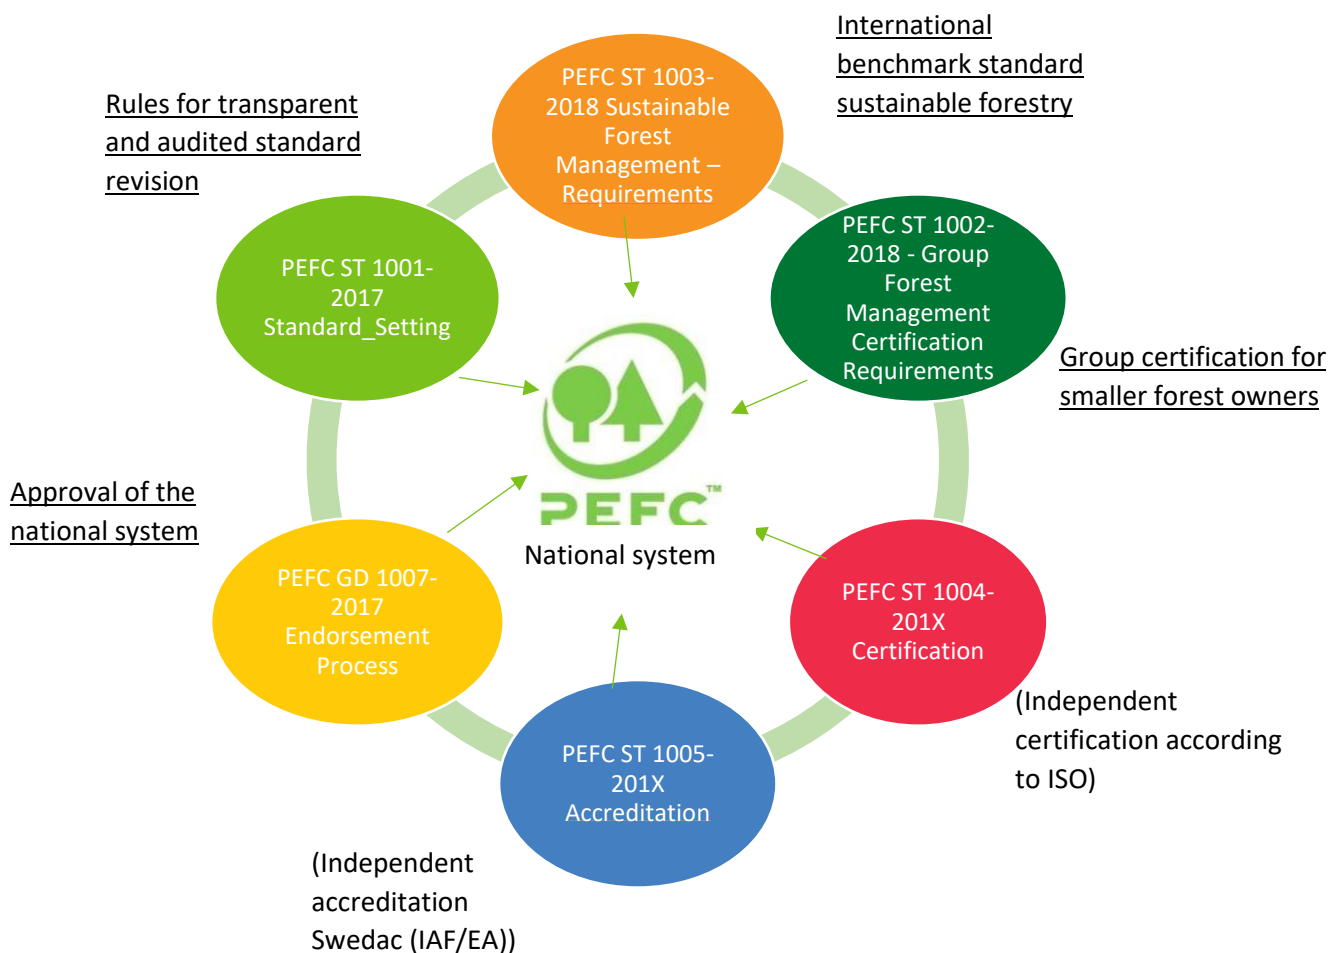 International
benchmark standard
sustainable forestry
PEFC ST 1003-
2018 Sustainable
Forest
Management –
Requirements
Rules for transparent
and audited standard
revision
PEFC ST 1001-
2017
Standard_Setting
PEFC ST 1002-
2018 - Group
Forest
Management
Certification
Requirements
Group certification for
smaller forest owners
PEFC™
National system
Approval of the
national system
PEFC GD 1007-
2017
Endorsement
Process
PEFC ST 1004-
201X
Certification
(Independent
certification according
to ISO)
PEFC ST 1005-
201X
Accreditation
(Independent
accreditation
Swedac (IAF/EA))